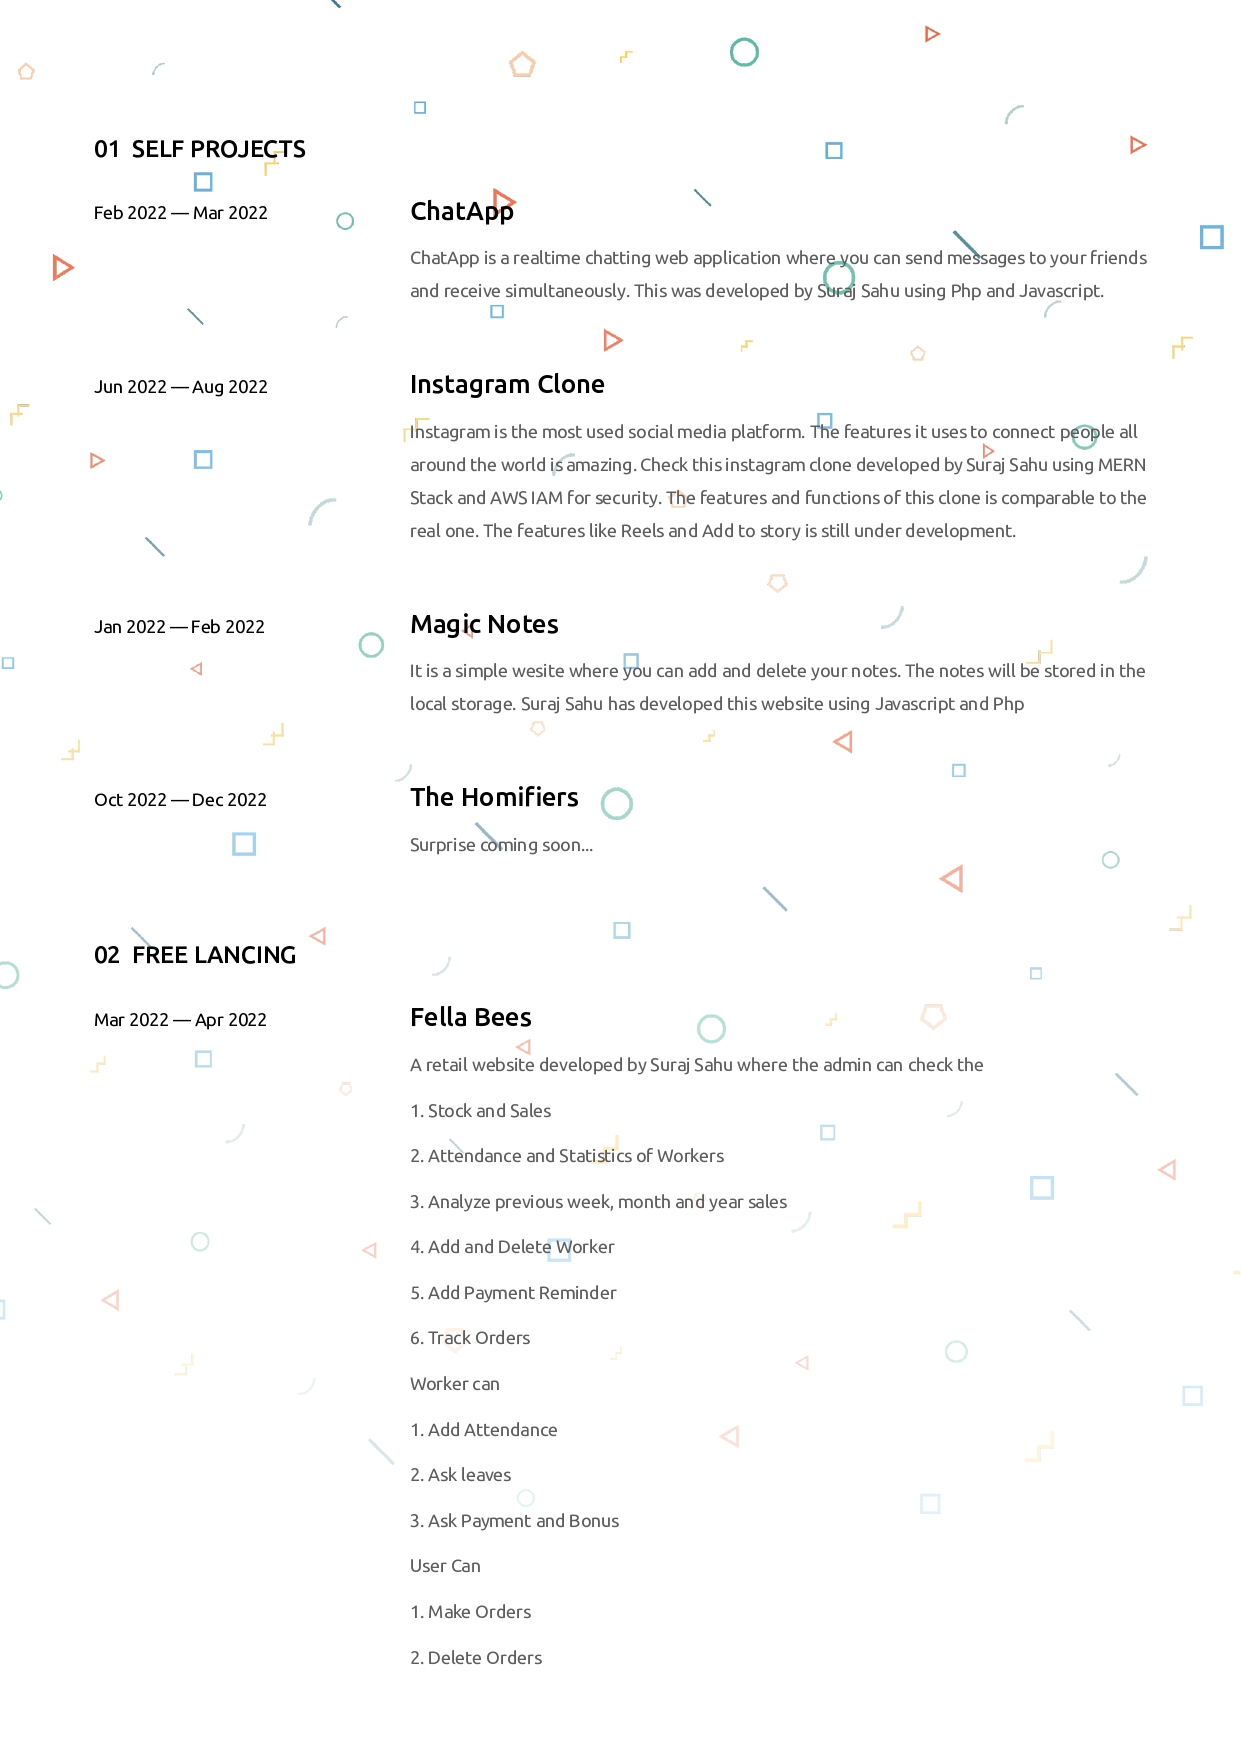 01 SELF PROJECTS
Feb 2022 — Mar 2022
ChatApp
ChatApp is a realtime chatting web application where you can send messages to your friends
and receive simultaneously. This was developed by Suraj Sahu using Php and Javascript.
Jun 2022 — Aug 2022
Instagram Clone
Instagram is the most used social media platform. The features it uses to connect people all
around the world is amazing. Check this instagram clone developed by Suraj Sahu using MERN
Stack and AWS IAM for security. The features and functions of this clone is comparable to the
real one. The features like Reels and Add to story is still under development.
Jan 2022 — Feb 2022
Magic Notes
It is a simple wesite where you can add and delete your notes. The notes will be stored in the
local storage. Suraj Sahu has developed this website using Javascript and Php
Oct 2022 — Dec 2022
The Homifiers
Surprise coming soon...
02 FREE LANCING
Mar 2022 — Apr 2022
Fella Bees
A retail website developed by Suraj Sahu where the admin can check the
1. Stock and Sales
2. Attendance and Statistics of Workers
3. Analyze previous week, month and year sales
4. Add and Delete Worker
5. Add Payment Reminder
6. Track Orders
Worker can
1. Add Attendance
2. Ask leaves
3. Ask Payment and Bonus
User Can
1. Make Orders
2. Delete Orders